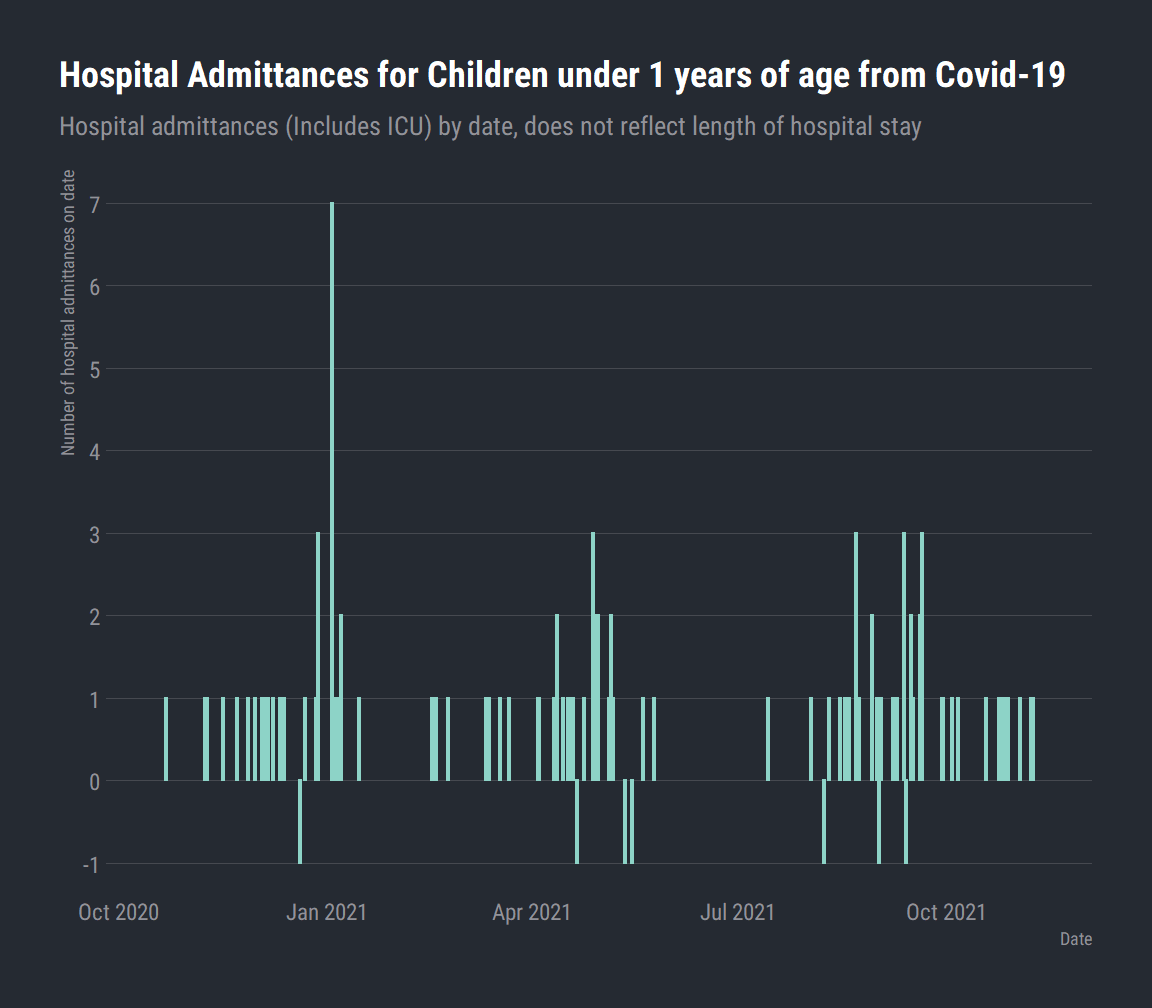 Hospital Admittances for Children under 1 years of age from Covid-19
Hospital admittances (Includes ICU) by date, does not reflect length of hospital stay
Number of hospital admittances on date
7
6
5
4
3
2
1
0
-1
Oct 2020 Jan 2021 Apr 2021 Jul 2021 Oct 2021
Date